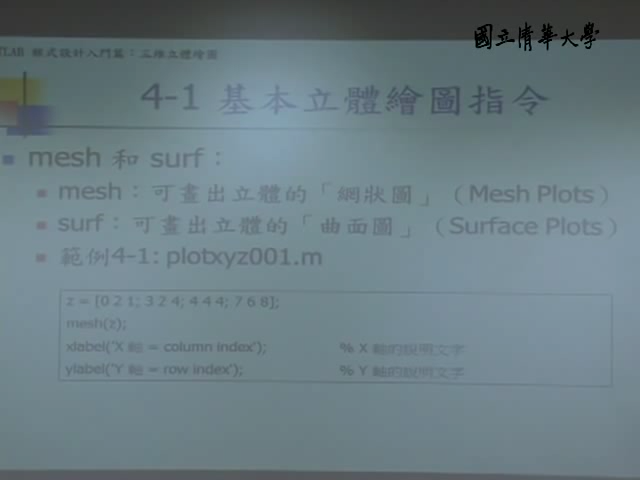 國立清華大學
TLAB 程式設計入門篇：三維立體繪圖
4-1 基本立體繪圖指令
mesh 和 surf：
mesh：可畫出立體的「網狀圖」（Mesh Plots）
surf：可畫出立體的「曲面圖」（Surface Plots）
範例4-1: plotxyz001.m
z = [0 2 1; 3 2 4; 4 4 4; 7 6 8];
mesh(z);
xlabel('X 軸 = column index'); % X 軸的說明文字
ylabel('Y 軸 = row index'); % Y 軸的說明文字